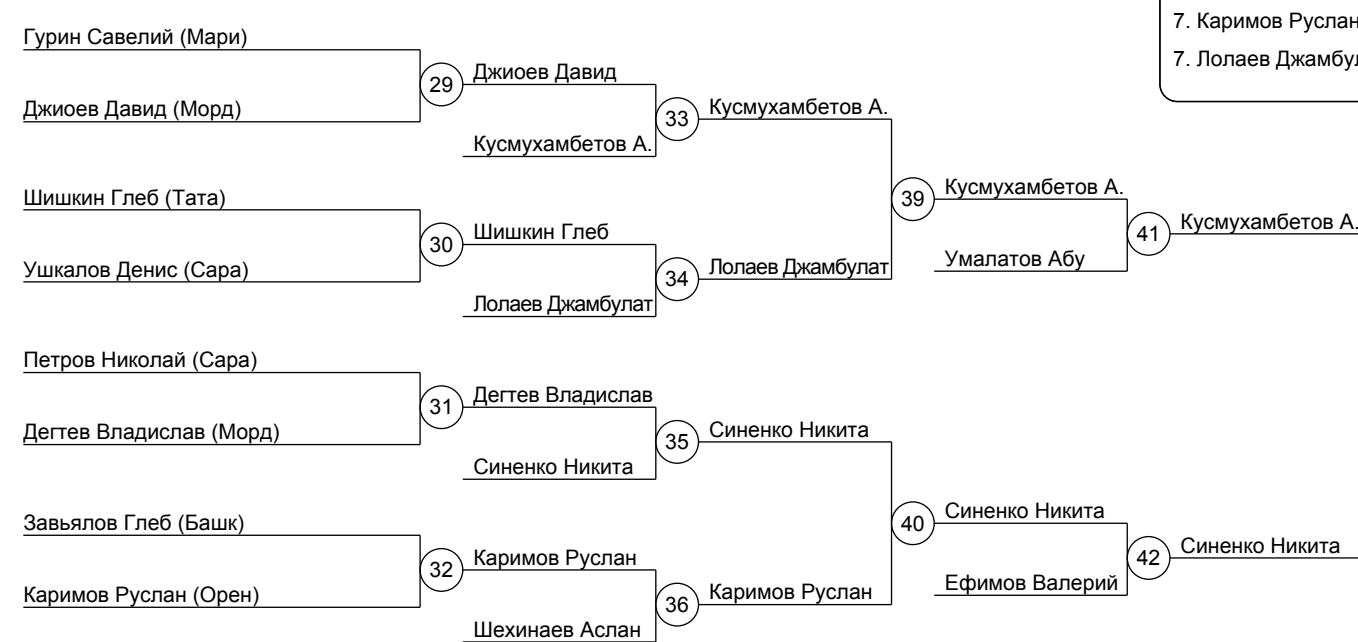 7. Каримов Руслан
7. Лолаев Джамбул
Гурин Савелий (Мари)
29
Джиоев Давид
Джиоев Давид (Морд)
33
Кусмухамбетов А.
Кусмухамбетов А.
Шишкин Глеб (Тата)
39
Кусмухамбетов А.
41
Кусмухамбетов А.
30
Шишкин Глеб
Ушкалов Денис (Сара)
34
Лолаев Джамбулат
Умалатов Абу
Лолаев Джамбулат
Петров Николай (Сара)
31
Дегтев Владислав
Дегтев Владислав (Морд)
35
Синенко Никита
Синенко Никита
Завьялов Глеб (Башк)
40
Синенко Никита
42
Синенко Никита
32
Каримов Руслан
Каримов Руслан (Орен)
36
Каримов Руслан
Ефимов Валерий
Шехинаев Аслан